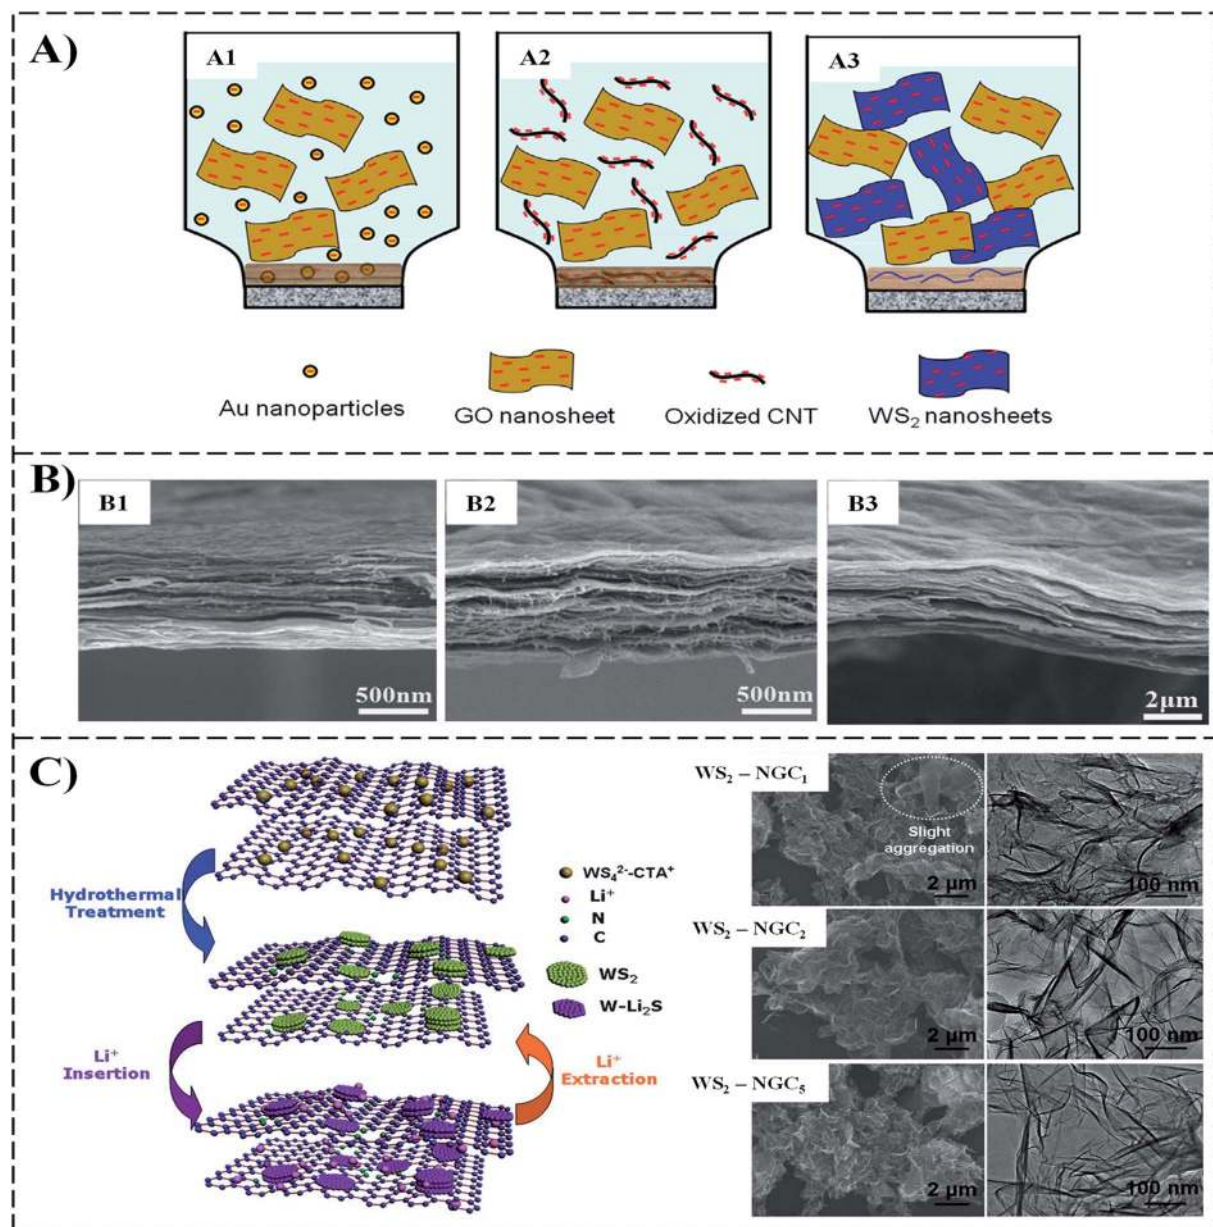 A)
A1
A2
A3
Au nanoparticles
GO nanosheet
Oxidized CNT
WS₂ nanosheets
B)
B1
B2
B3
500nm
500nm
2μm
C)
Hydrothermal
Treatment
Li⁺
Insertion
Li⁺
Extraction
WS₄²⁻-CTA⁺
Li⁺
N
C
WS₂
W-Li₂S
WS₂ – NGC₁
Slight
aggregation
2 μm
100 nm
WS₂ – NGC₂
2 μm
100 nm
WS₂ – NGC₅
2 μm
100 nm